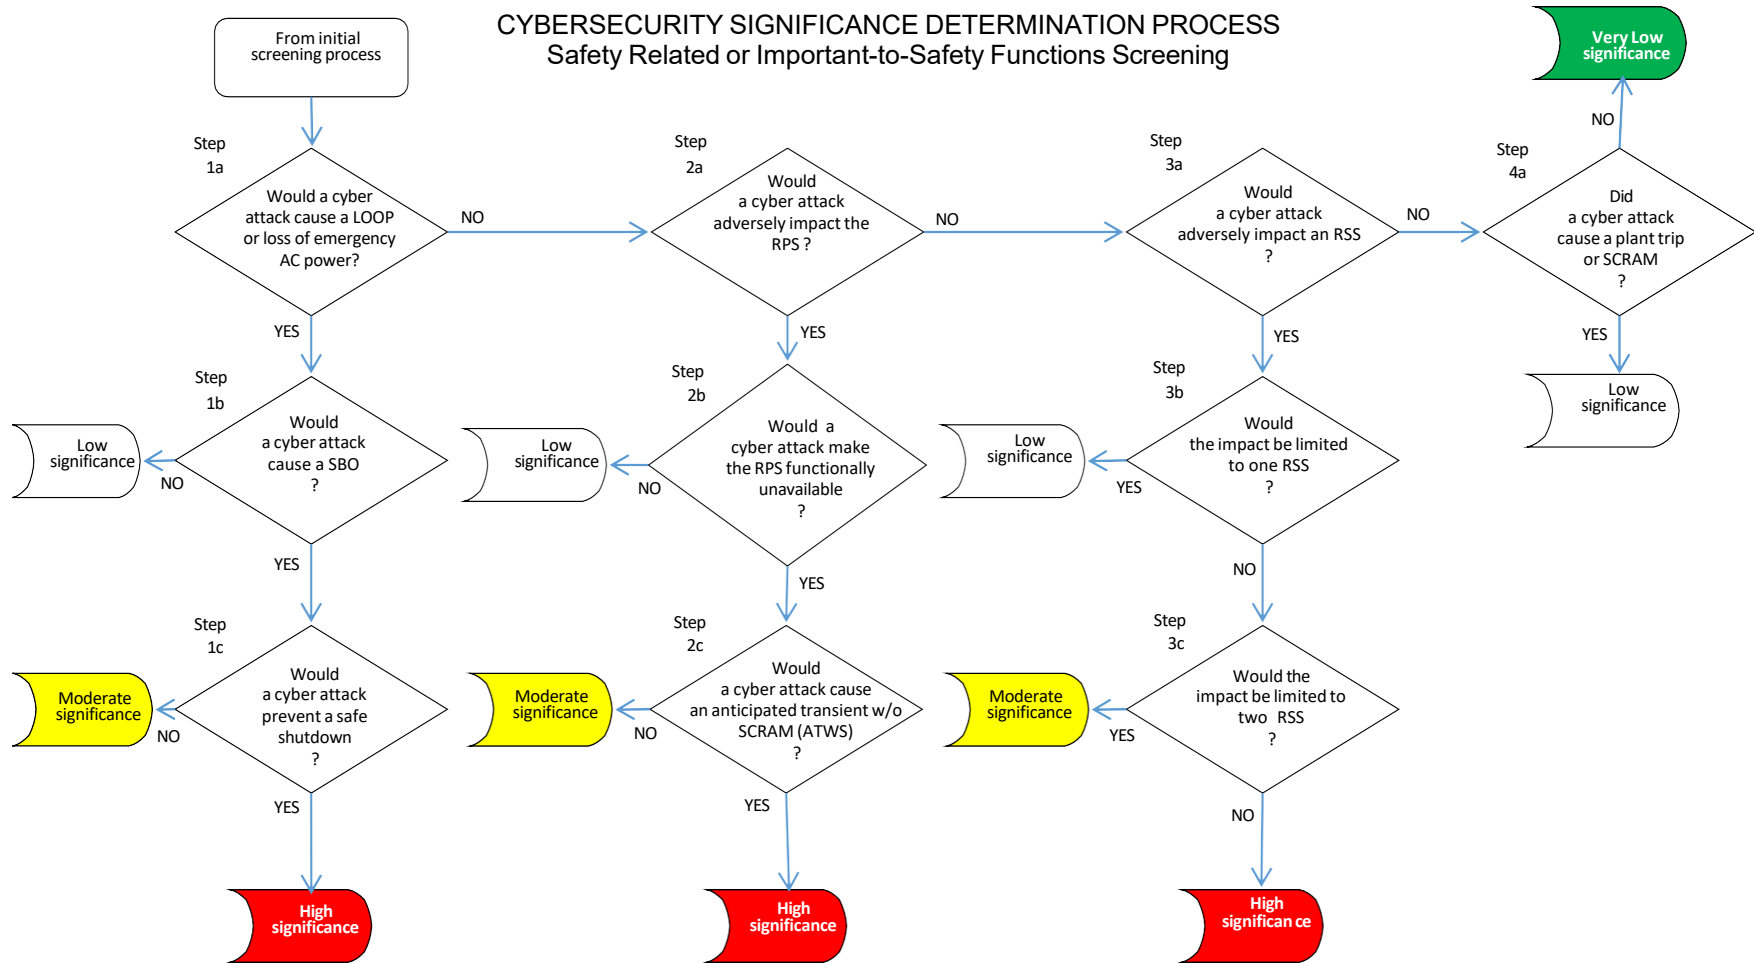 CYBERSECURITY SIGNIFICANCE DETERMINATION PROCESS
Safety Related or Important-to-Safety Functions Screening
From initial
screening process
Step
1a
Would a cyber
attack cause a LOOP
or loss of emergency
AC power?
NO
YES
Step
1b
Would
a cyber attack
cause a SBO
?
NO
Low
significance
YES
Step
1c
Would
a cyber attack
prevent a safe
shutdown
?
NO
Moderate
significance
YES
High
significance
Step
2a
Would
a cyber attack
adversely impact the
RPS ?
NO
YES
Step
2b
Would a
cyber attack make
the RPS functionally
unavailable
?
NO
Low
significance
YES
Step
2c
Would
a cyber attack cause
an anticipated transient w/o
SCRAM (ATWS)
?
NO
Moderate
significance
YES
High
significance
Step
3a
Would
a cyber attack
adversely impact an RSS
?
NO
YES
Step
3b
Would
the impact be limited
to one RSS
?
YES
Low
significance
NO
Step
3c
Would the
impact be limited to
two RSS
?
YES
Moderate
significance
NO
High
significance
Step
4a
Did
a cyber attack
cause a plant trip
or SCRAM
?
NO
Very Low
significance
YES
Low
significance